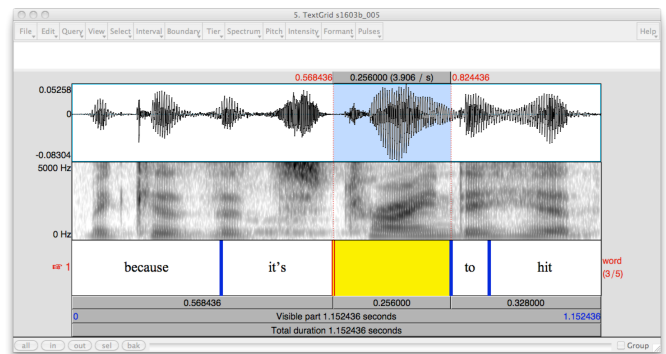 5. TextGrid s1603b_005
File Edit Query View Select Interval Boundary Tier Spectrum Pitch Intensity Formant Pulses Help
0.568436 0.256000 (3.906 / s) 0.824436
0.05258
0
-0.08304
5000 Hz
0 Hz
☞ 1 because it's to hit word
(3/5)
0.568436 0.256000 0.328000
0 Visible part 1.152436 seconds 1.152436
Total duration 1.152436 seconds
all in out sel bak Group